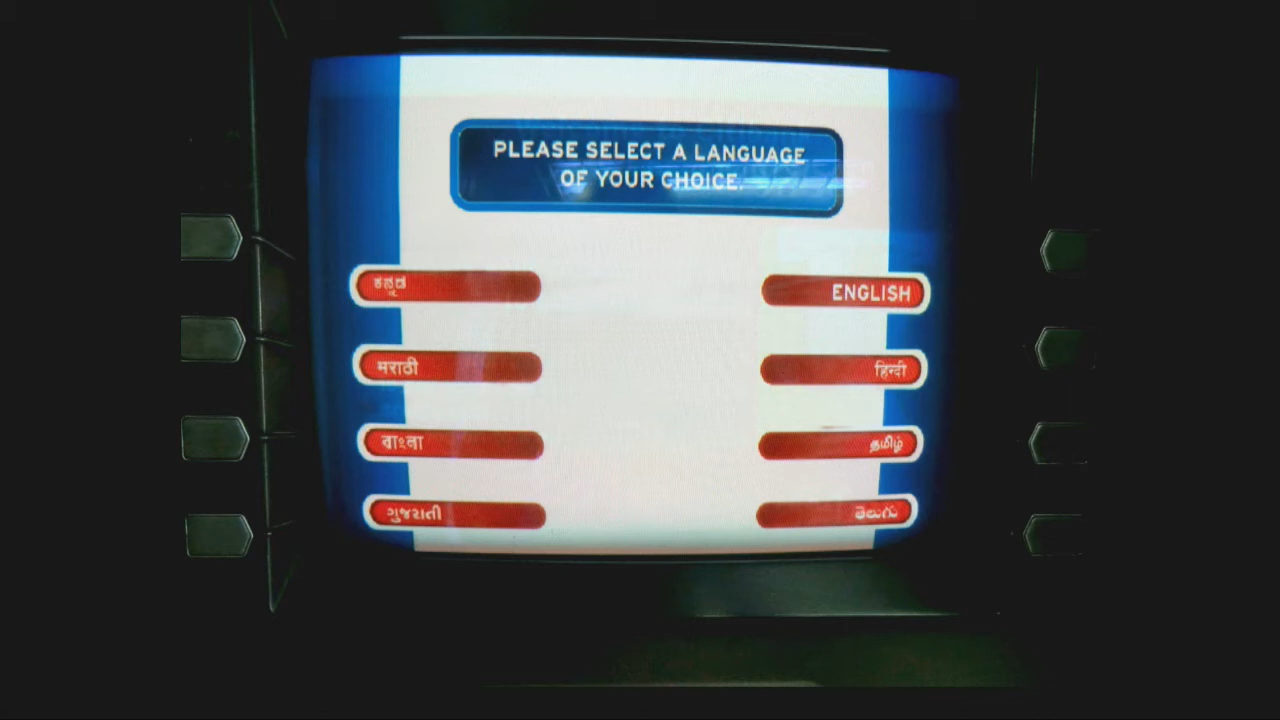 PLEASE SELECT A LANGUAGE
OF YOUR CHOICE.
ಕನ್ನಡ
ENGLISH
मराठी
हिन्दी
বাংলা
தமிழ்
ગુજરાતી
తెలుగు